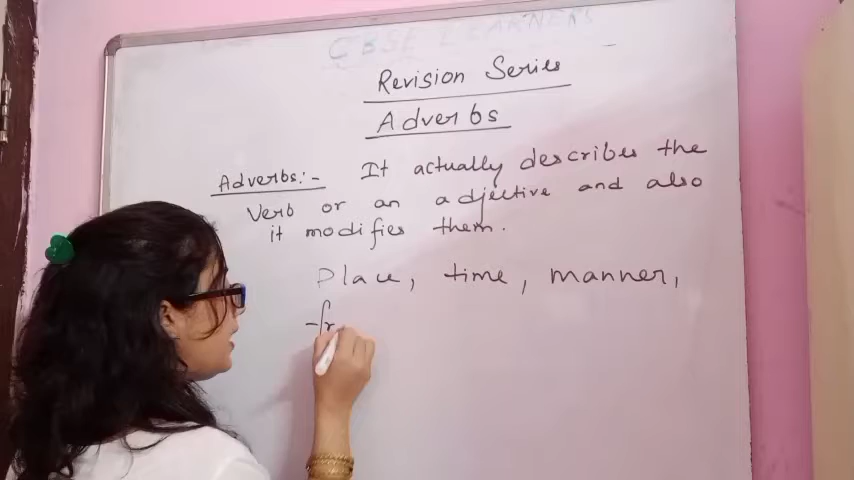 CBSE LEARNERS
Revision Series
Adverbs
Adverbs:- It actually describes the
Verb or an adjective and also
it modifies them.
Place, time, manner,
fr